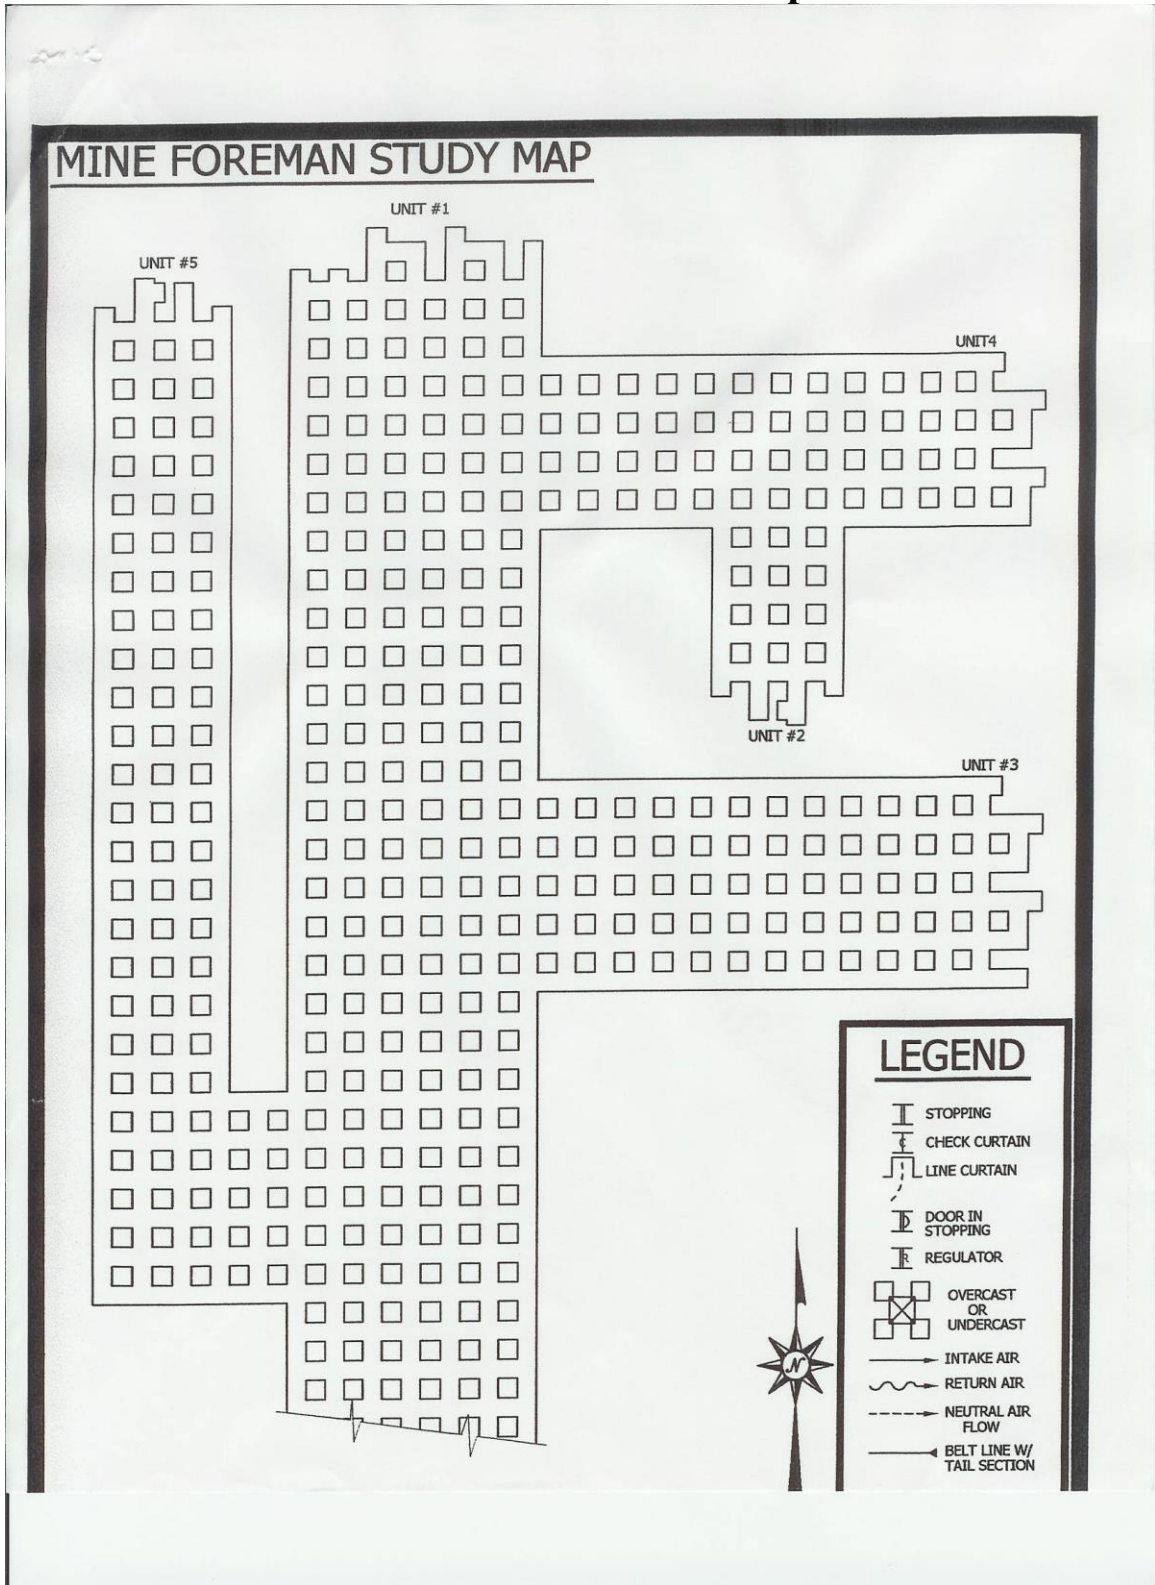 MINE FOREMAN STUDY MAP
UNIT #1
UNIT #5
UNIT4
UNIT #2
UNIT #3
LEGEND
STOPPING
C
CHECK CURTAIN
LINE CURTAIN
D
DOOR IN
STOPPING
R
REGULATOR
OVERCAST
OR
UNDERCAST
N
INTAKE AIR
RETURN AIR
NEUTRAL AIR
FLOW
BELT LINE W/
TAIL SECTION